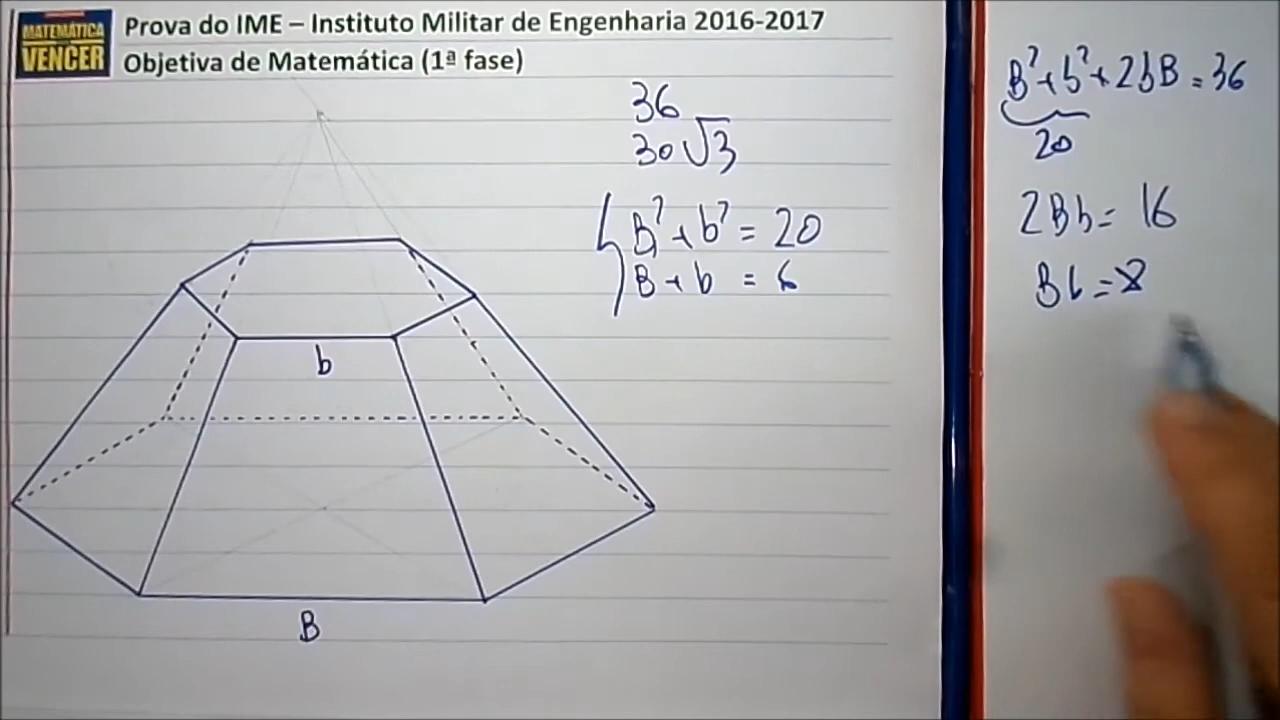 MATEMÁTICA
VENCER
Prova do IME – Instituto Militar de Engenharia 2016-2017
Objetiva de Matemática (1ª fase)
36
30√3
B² + b² = 20
B + b = 6
b
B
B² + b² + 2bB = 36
20
2Bb = 16
Bb = 8